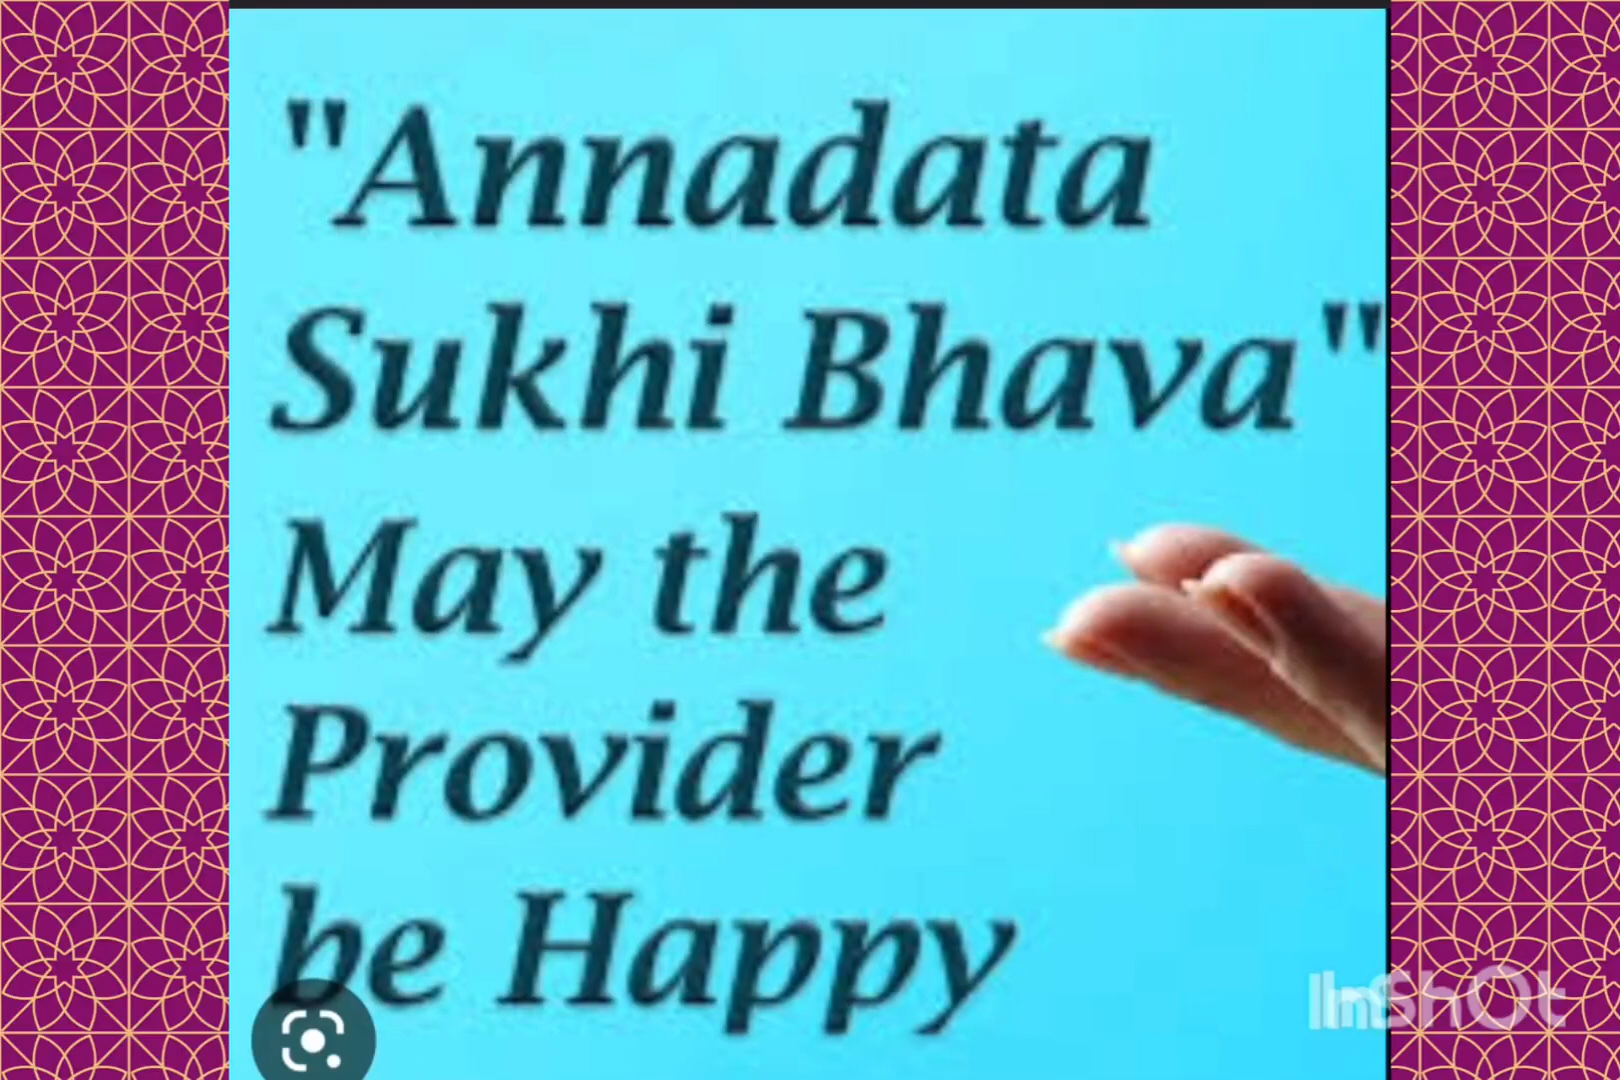 "Annadata
Sukhi Bhava"
May the
Provider
be Happy
InShOt